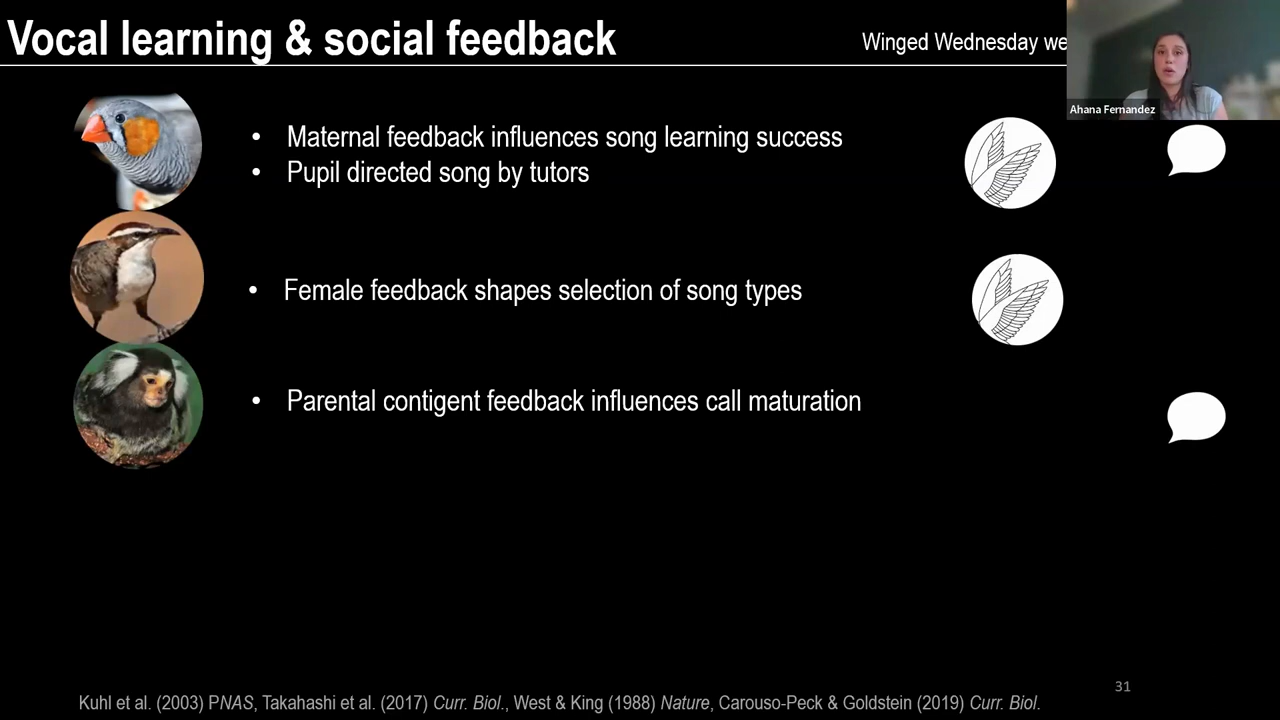 Vocal learning & social feedback
Winged Wednesday we
Ahana Fernandez
• Maternal feedback influences song learning success
• Pupil directed song by tutors
• Female feedback shapes selection of song types
• Parental contigent feedback influences call maturation
31
Kuhl et al. (2003) PNAS, Takahashi et al. (2017) Curr. Biol., West & King (1988) Nature, Carouso-Peck & Goldstein (2019) Curr. Biol.